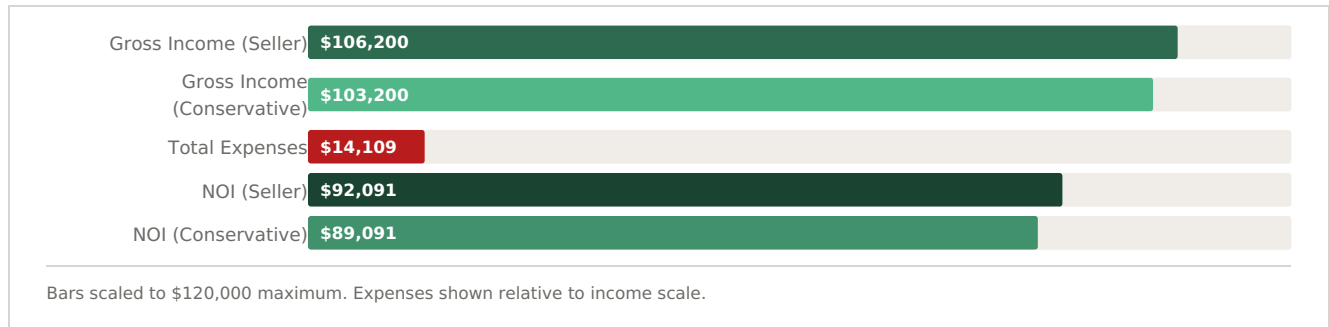 Gross Income (Seller) $106,200
Gross Income
(Conservative) $103,200
Total Expenses $14,109
NOI (Seller) $92,091
NOI (Conservative) $89,091
Bars scaled to $120,000 maximum. Expenses shown relative to income scale.